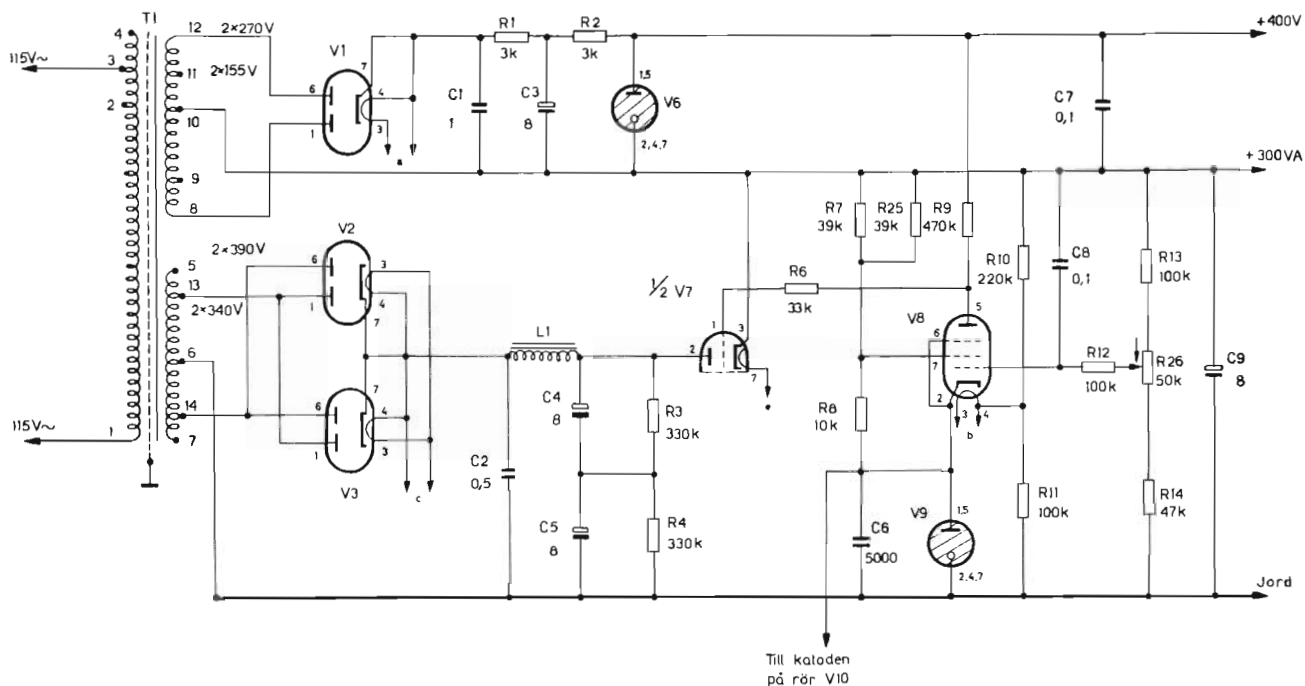 T1
4
3
2
1
115V~
115V~
12
11
10
9
8
2×270V
2×155V
5
13
6
14
7
2×390V
2×340V
V1
6
1
7
4
3
a
C1
1
R1
3k
C3
8
R2
3k
1,5
V6
2,4,7
C7
0,1
+400V
+300VA
V2
6
1
3
4
7
V3
6
1
7
4
3
c
L1
C2
0,5
C4
8
C5
8
R3
330k
R4
330k
1/2 V7
1
2
3
7
e
R6
33k
R7
39k
R25
39k
R9
470k
R10
220k
C8
0,1
R13
100k
V8
5
6
7
2
3
4
b
R12
100k
R26
50k
C9
8
R8
10k
C6
5000
V9
1,5
2,4,7
R11
100k
R14
47k
Jord
Till katoden
på rör V10